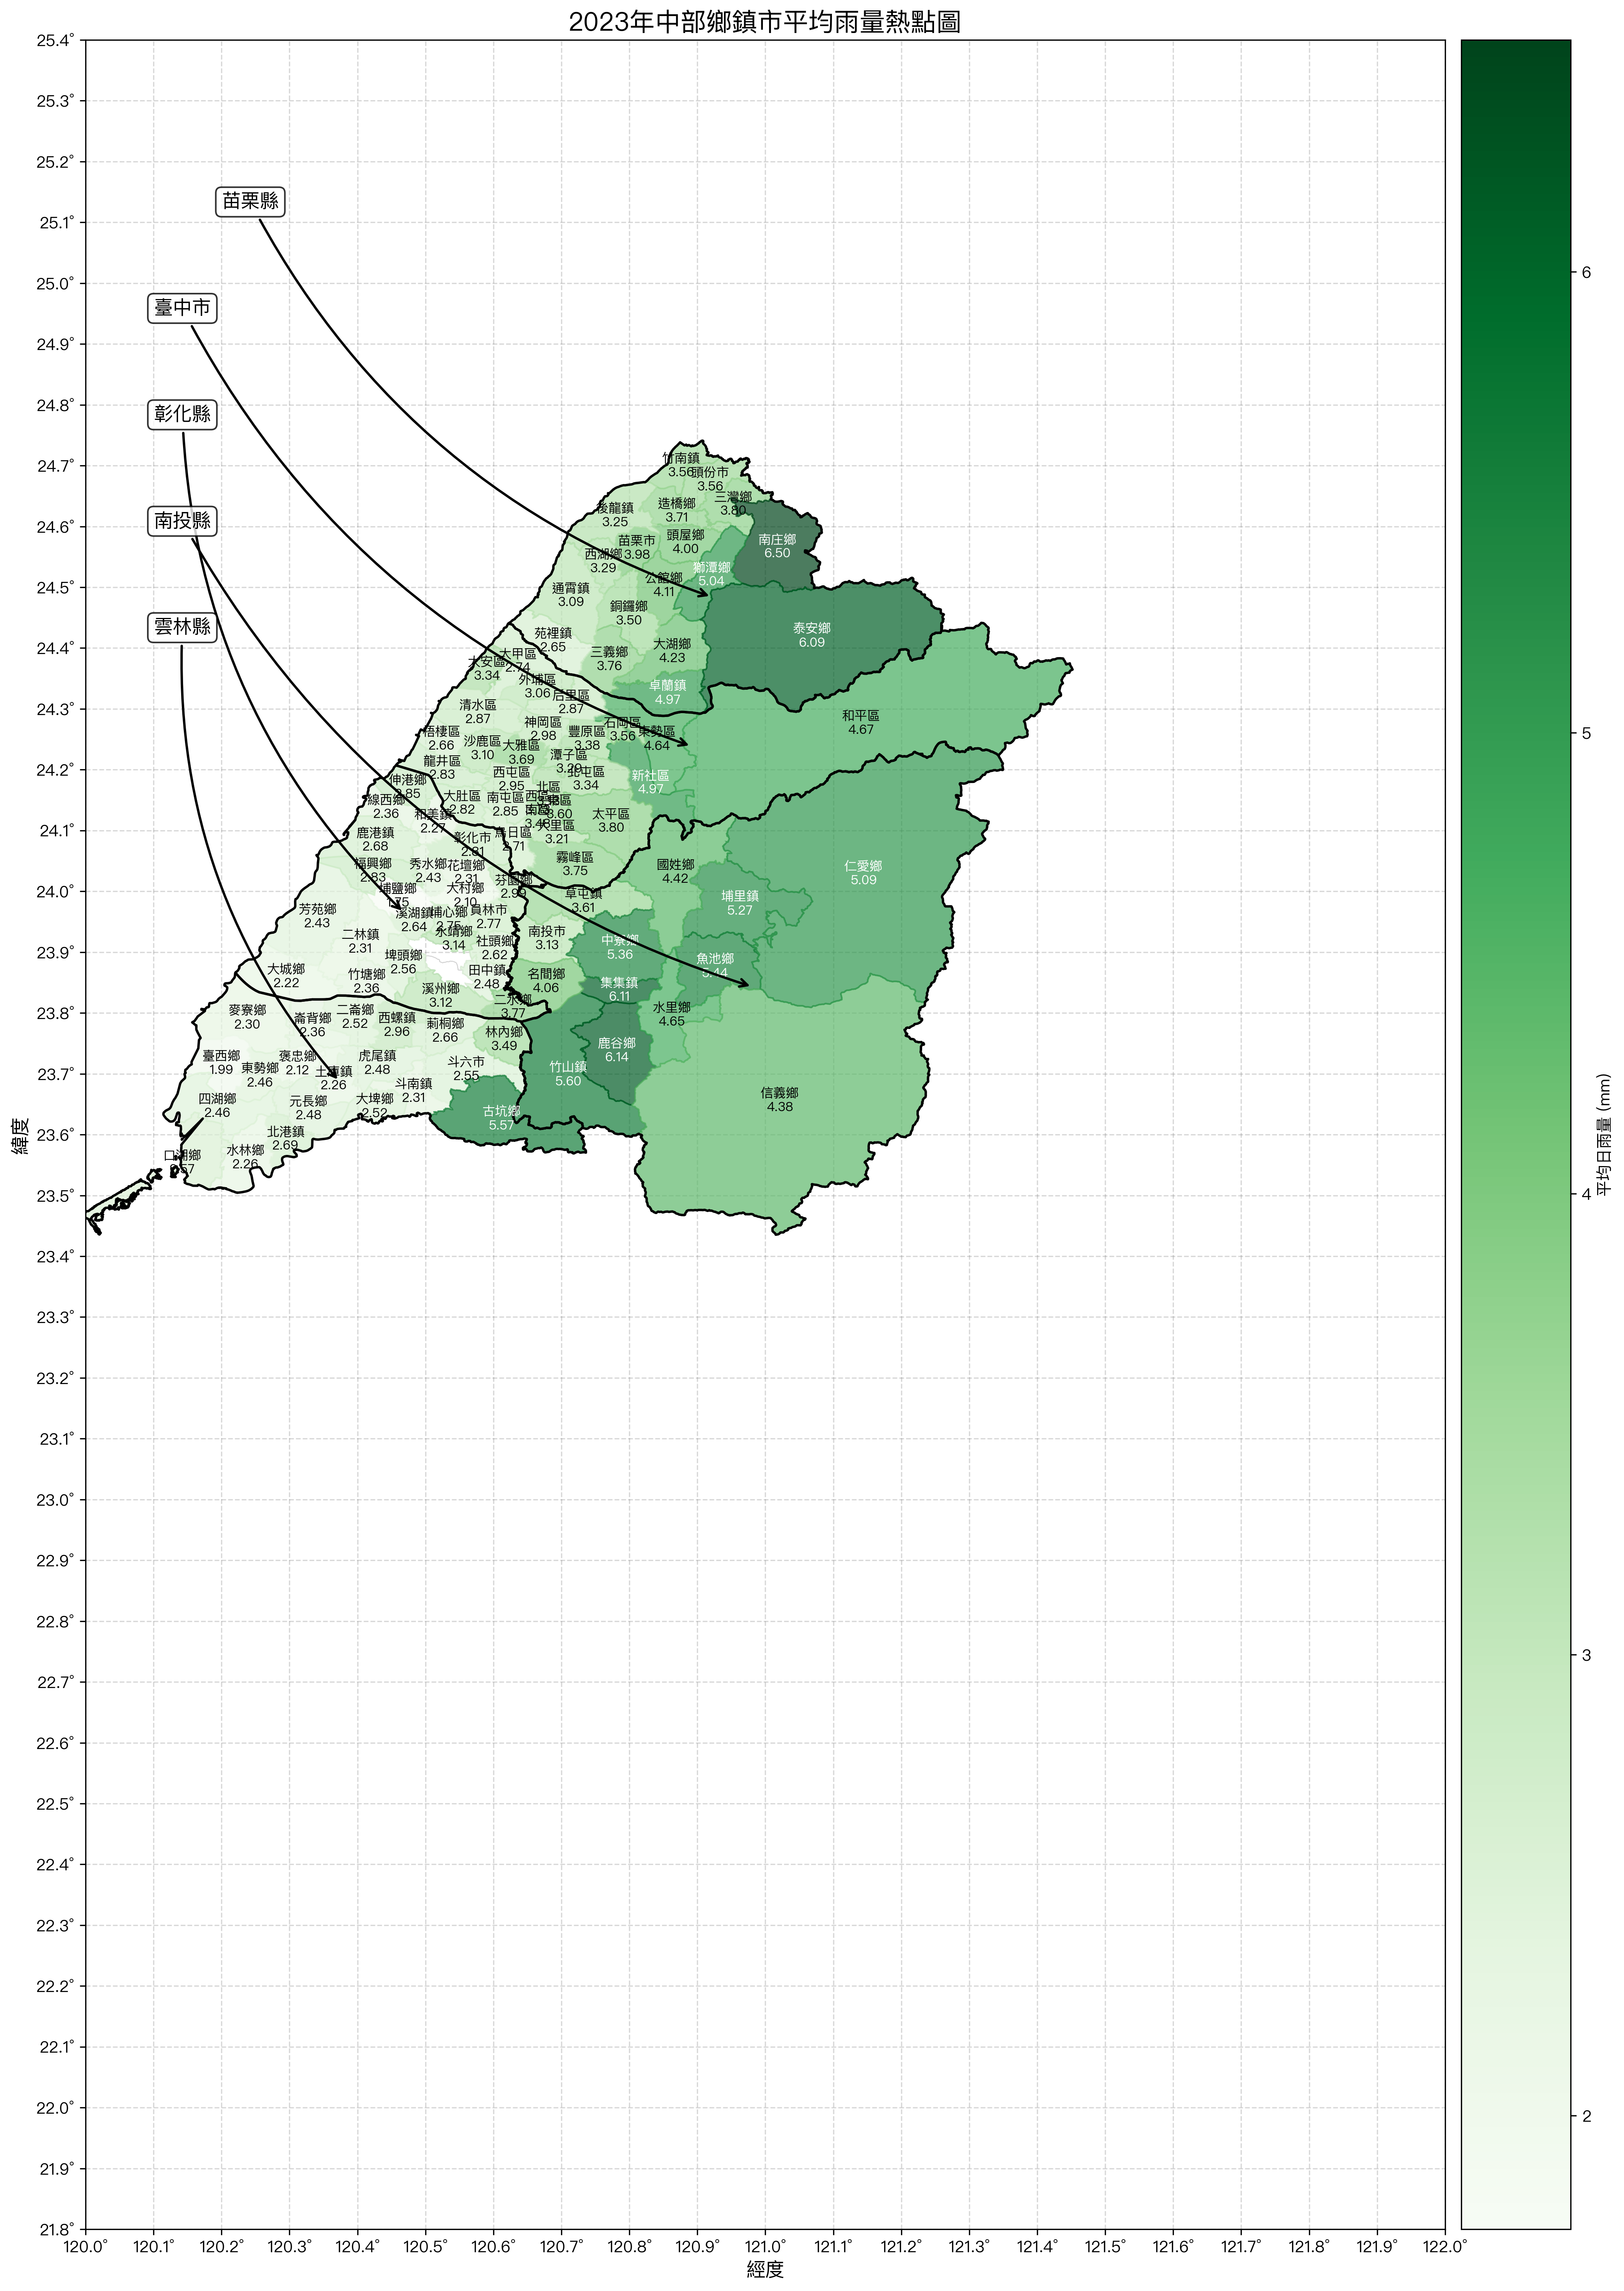 2023年中部鄉鎮市平均雨量熱點圖
25.4°
25.3°
25.2°
25.1°
25.0°
24.9°
24.8°
24.7°
24.6°
24.5°
24.4°
24.3°
24.2°
24.1°
24.0°
23.9°
23.8°
23.7°
23.6°
23.5°
23.4°
23.3°
23.2°
23.1°
23.0°
22.9°
22.8°
22.7°
22.6°
22.5°
22.4°
22.3°
22.2°
22.1°
22.0°
21.9°
21.8°
緯度
苗栗縣
臺中市
彰化縣
南投縣
雲林縣
竹南鎮
3.56
頭份市
3.56
三灣鄉
3.80
後龍鎮
3.25
造橋鄉
3.71
頭屋鄉
4.00
苗栗市
3.98
西湖鄉
3.29
南庄鄉
6.50
獅潭鄉
5.04
公館鄉
4.11
通霄鎮
3.09
銅鑼鄉
3.50
苑裡鎮
2.65
三義鄉
3.76
大湖鄉
4.23
泰安鄉
6.09
卓蘭鎮
4.97
大甲區
2.74
大安區
3.34
外埔區
3.06
后里區
2.87
清水區
2.87
神岡區
2.98
豐原區
3.38
石岡區
3.56
東勢區
4.64
和平區
4.67
梧棲區
2.66
沙鹿區
3.10
大雅區
3.69
潭子區
北屯區
3.34
龍井區
2.83
西屯區
2.95
新社區
4.97
大肚區
2.82
南屯區
2.85
北區
3.60
太平區
3.80
烏日區
2.71
大里區
3.21
霧峰區
3.75
伸港鄉
2.85
線西鄉
2.36
和美鎮
2.27
鹿港鎮
2.68
彰化市
福興鄉
2.83
秀水鄉
2.43
花壇鄉
2.31
芬園鄉
2.99
埔鹽鄉
大村鄉
2.10
芳苑鄉
2.43
溪湖鎮
2.64
埔心鄉
員林市
2.77
二林鎮
2.31
永靖鄉
3.14
社頭鄉
2.62
埤頭鄉
2.56
田中鎮
2.48
大城鄉
2.22
竹塘鄉
2.36
溪州鄉
3.12
二水鄉
3.77
國姓鄉
4.42
仁愛鄉
5.09
草屯鎮
3.61
埔里鎮
5.27
南投市
3.13
中寮鄉
5.36
魚池鄉
5.44
名間鄉
4.06
集集鎮
6.11
水里鄉
4.65
鹿谷鄉
6.14
竹山鎮
5.60
信義鄉
4.38
麥寮鄉
2.30
崙背鄉
2.36
二崙鄉
2.52
西螺鎮
2.96
莿桐鄉
2.66
林內鄉
3.49
臺西鄉
1.99
東勢鄉
2.46
褒忠鄉
2.12
土庫鎮
2.26
虎尾鎮
2.48
斗六市
2.55
斗南鎮
2.31
四湖鄉
2.46
元長鄉
2.48
大埤鄉
2.52
古坑鄉
5.57
北港鎮
2.69
口湖鄉
水林鄉
2.26
120.0°
120.1°
120.2°
120.3°
120.4°
120.5°
120.6°
120.7°
120.8°
120.9°
121.0°
121.1°
121.2°
121.3°
121.4°
121.5°
121.6°
121.7°
121.8°
121.9°
122.0°
經度
6
5
4
3
2
平均日雨量 (mm)